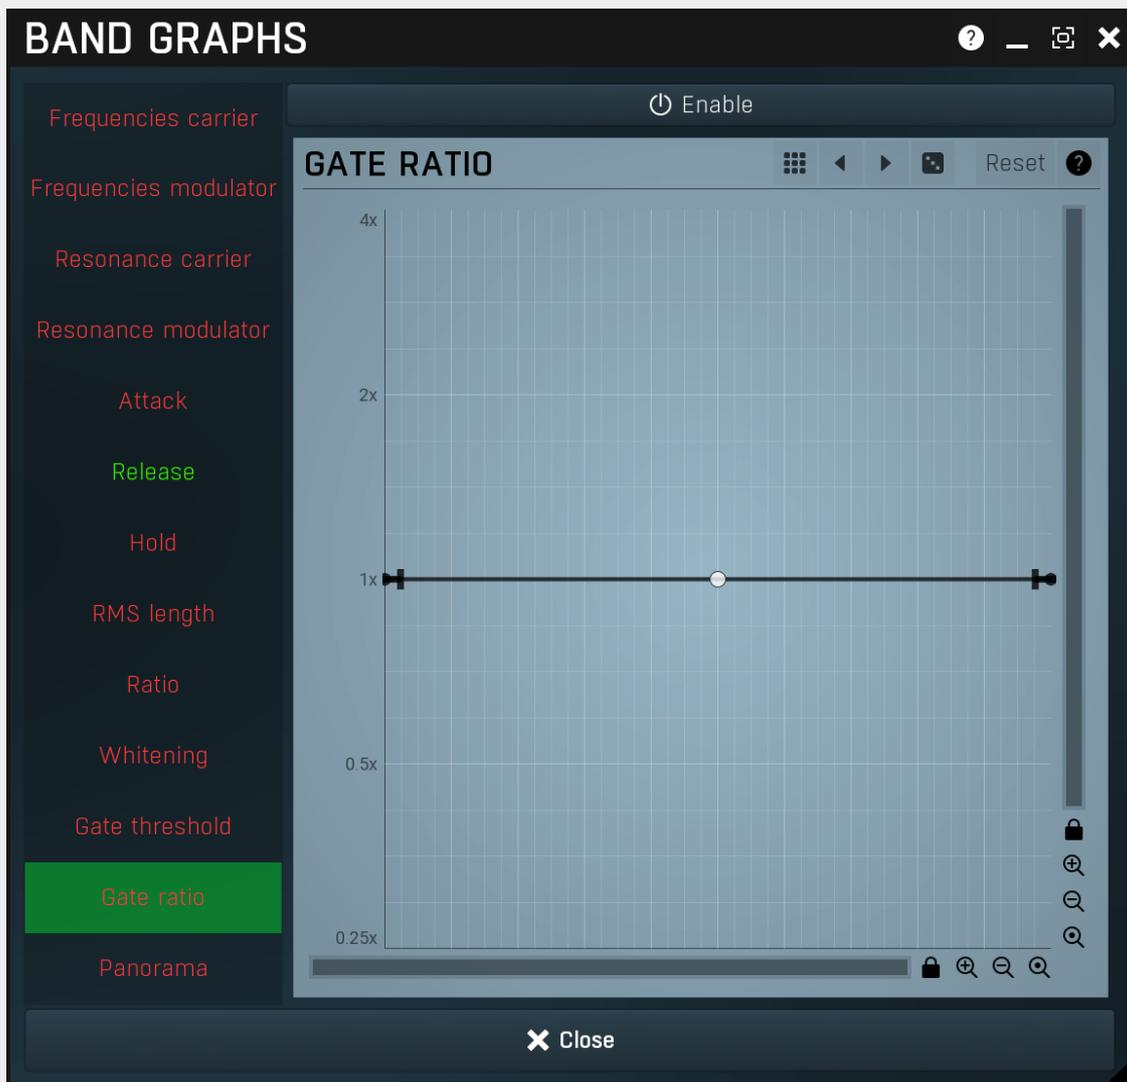 BAND GRAPHS
Frequencies carrier
Frequencies modulator
Resonance carrier
Resonance modulator
Attack
Release
Hold
RMS length
Ratio
Whitening
Gate threshold
Gate ratio
Panorama
Enable
GATE RATIO
Reset
4x
2x
1x
0.5x
0.25x
Close